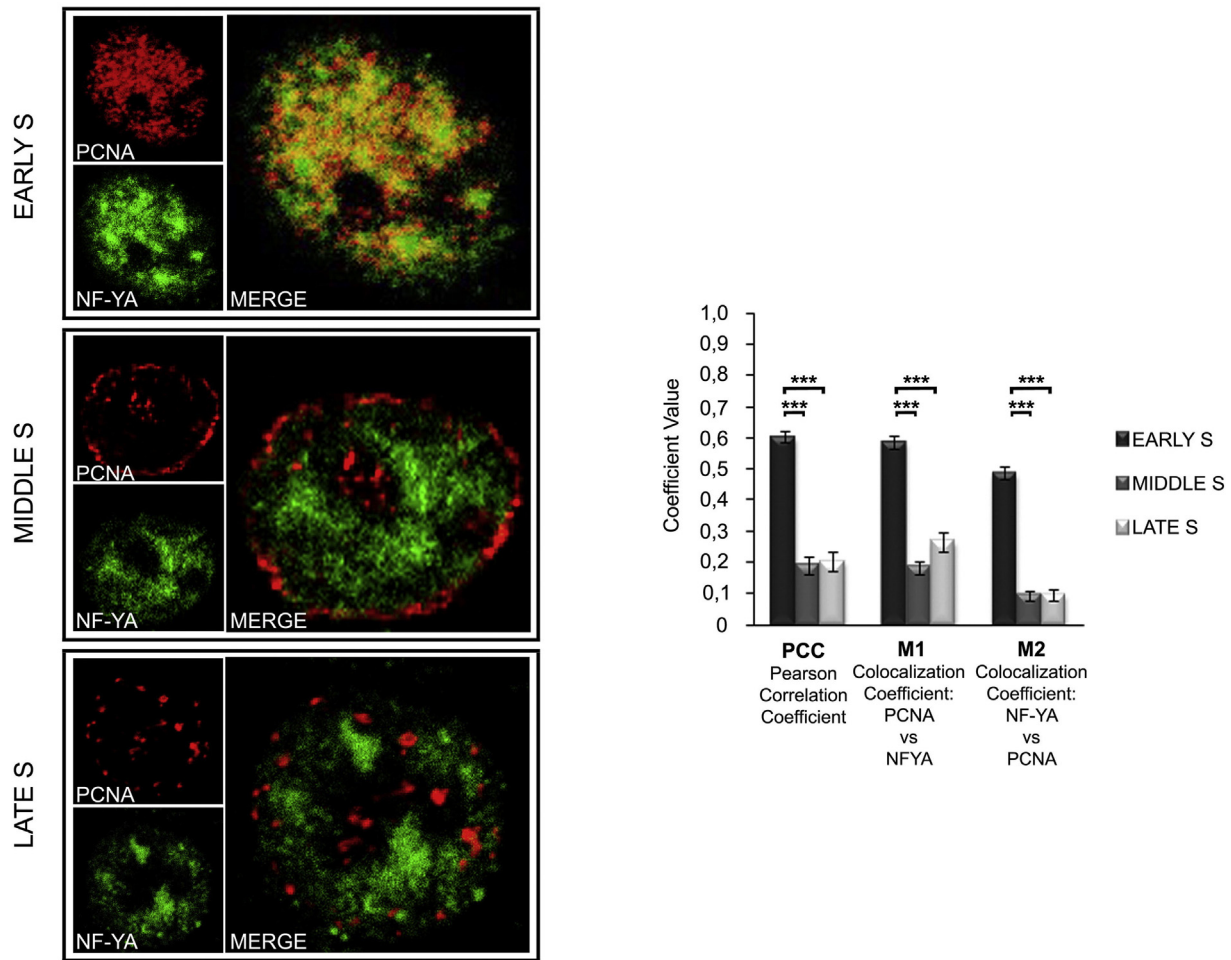 EARLY S
PCNA
NF-YA
MERGE
MIDDLE S
PCNA
NF-YA
MERGE
LATE S
PCNA
NF-YA
MERGE
Coefficient Value
1,0
0,9
0,8
0,7
0,6
0,5
0,4
0,3
0,2
0,1
0
***
***
***
***
***
***
PCC
Pearson
Correlation
Coefficient
M1
Colocalization
Coefficient:
PCNA
vs
NFYA
M2
Colocalization
Coefficient:
NF-YA
vs
PCNA
EARLY S
MIDDLE S
LATE S